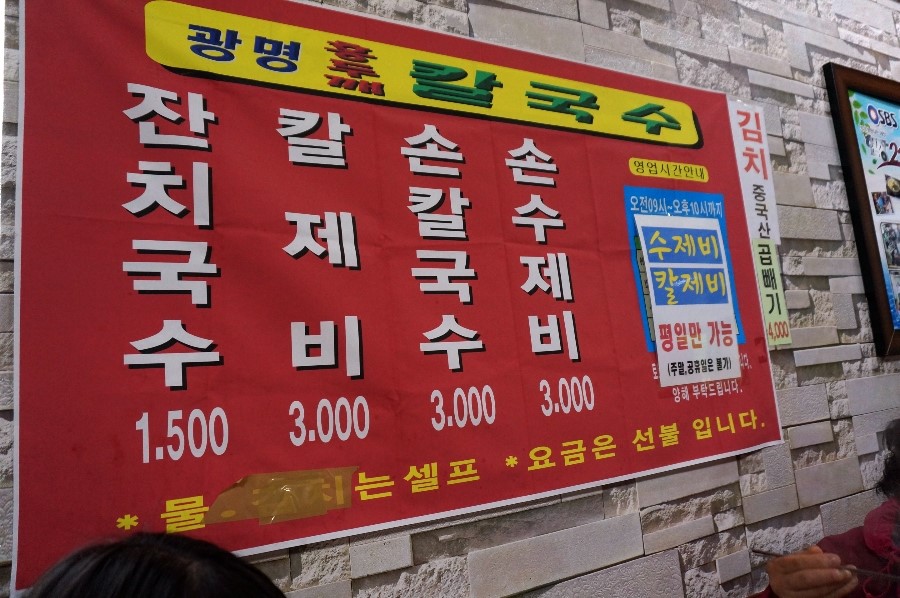 광명 홍두깨 칼국수
잔치국수
1.500
칼제비
3.000
손칼국수
3.000
손수제비
3.000
영업시간안내
오전09시~오후10시까지
수제비
칼제비
평일만 가능
(주말,공휴일은 불가)
양해 부탁드립니다.
*물. 는셀프 *요금은 선불 입니다.
김치 중국산
곱빼기
4,000
SBS